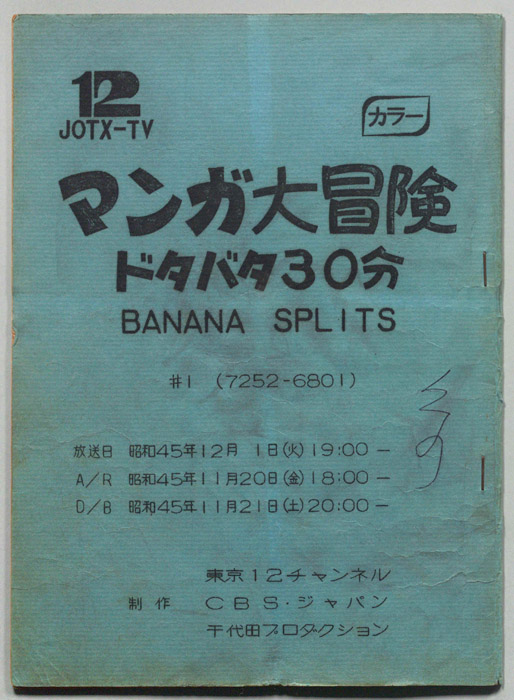 12
JOTX-TV
カラー
マンガ大冒険
ドタバタ30分
BANANA SPLITS
#1 (7252-6801)
放送日 昭和45年12月 1日(火)19:00-
A/R 昭和45年11月20日(金)18:00-
D/B 昭和45年11月21日(土)20:00-
東京12チャンネル
制作 CBS・ジャパン
千代田プロダクション